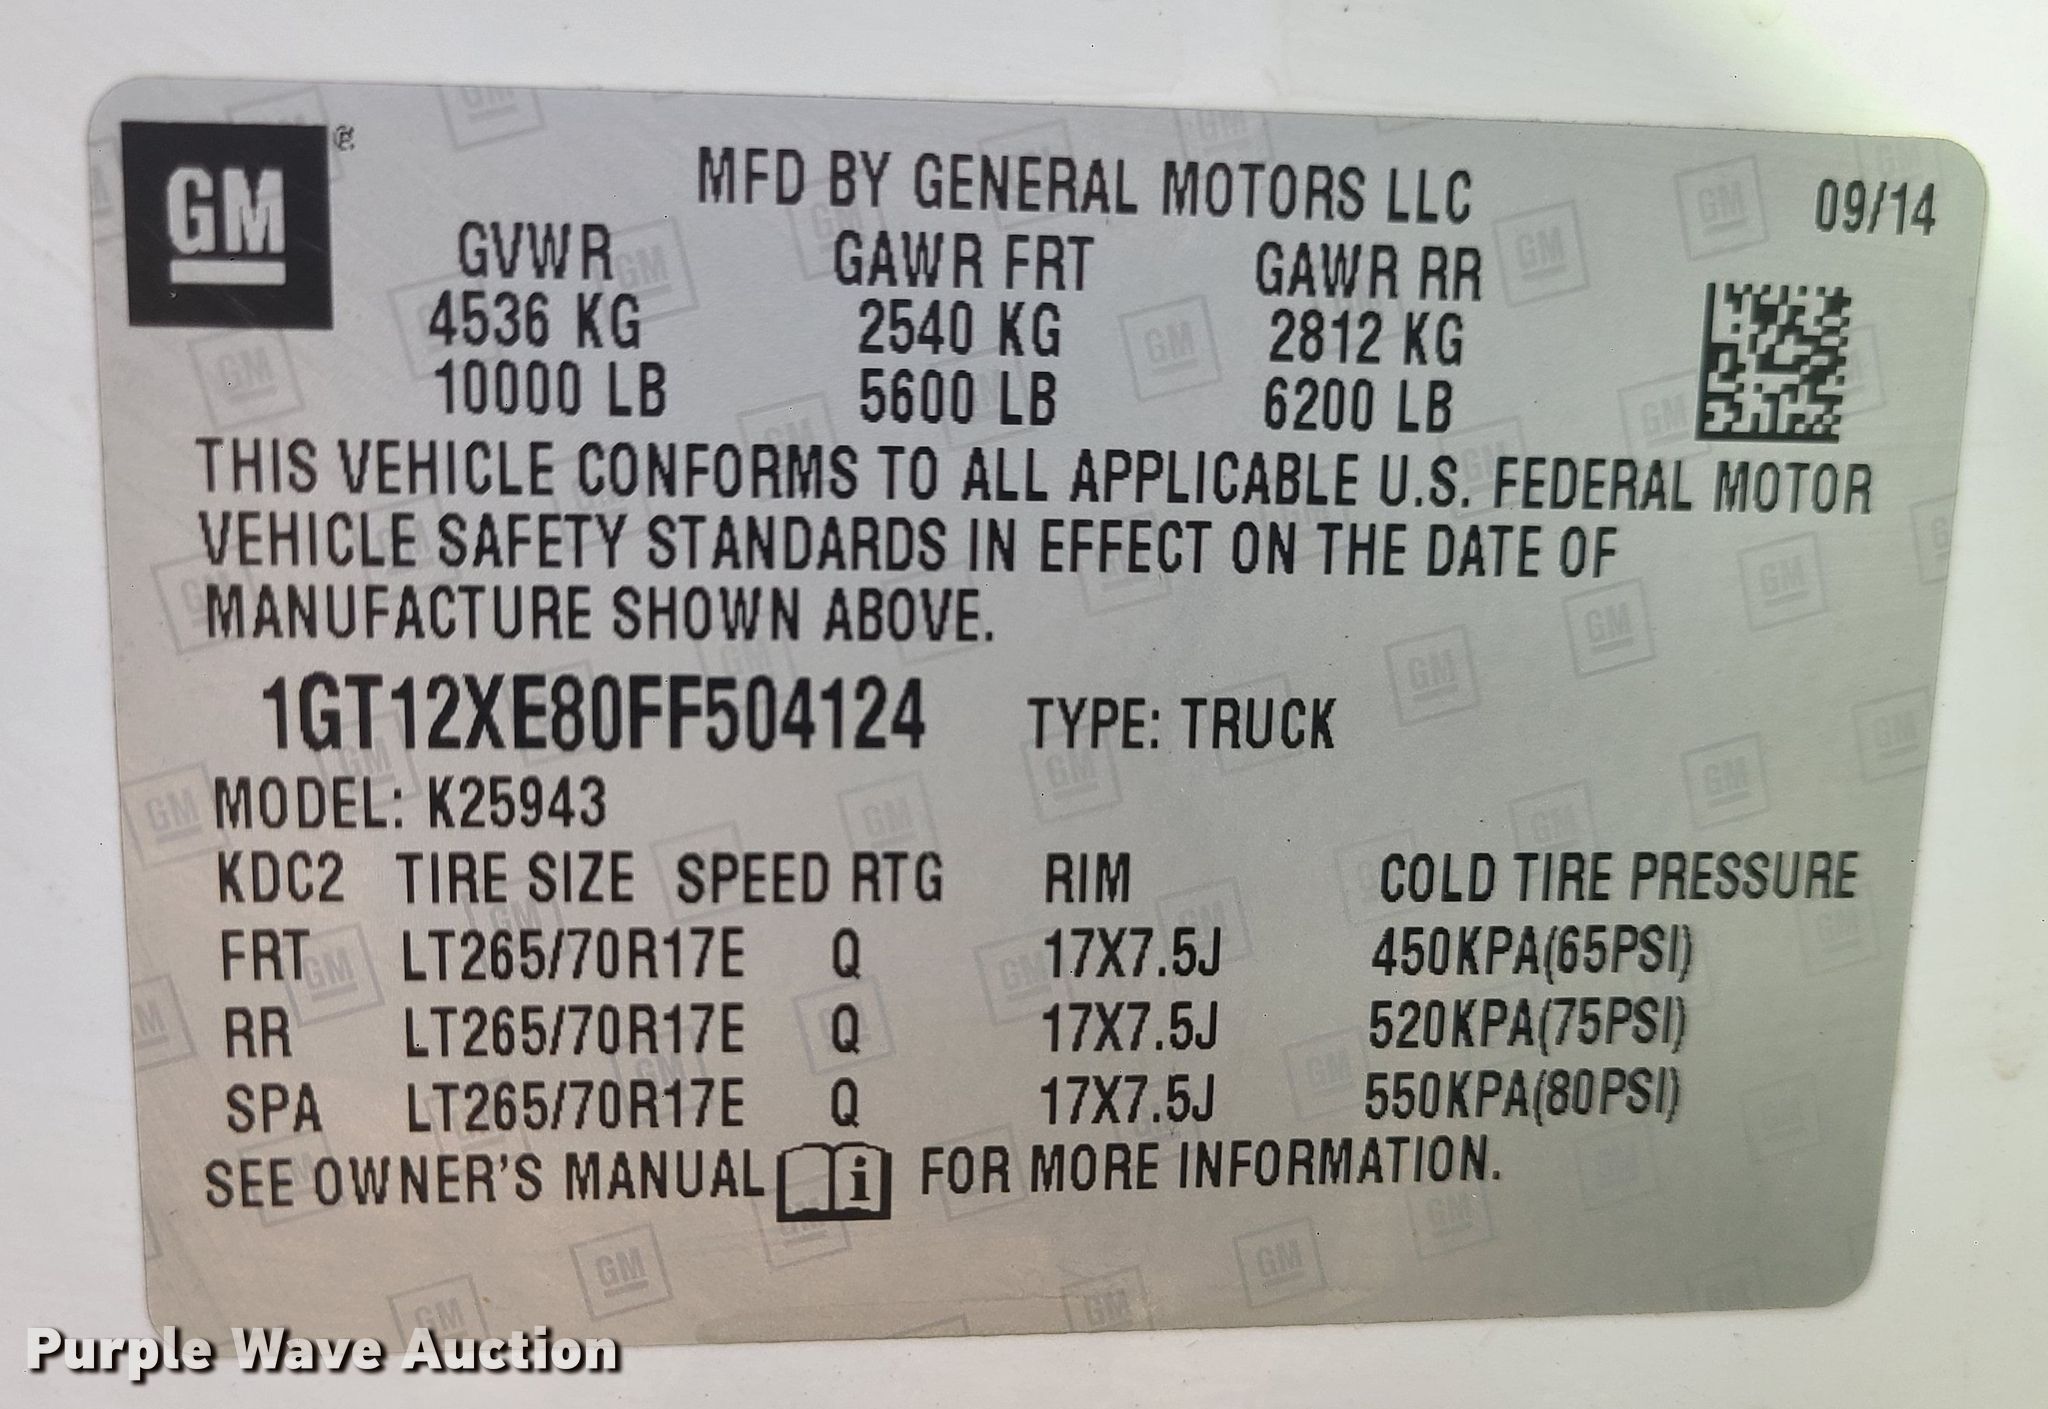 GM ®
MFD BY GENERAL MOTORS LLC
09/14
GVWR GAWR FRT GAWR RR
4536 KG 2540 KG 2812 KG
10000 LB 5600 LB 6200 LB
THIS VEHICLE CONFORMS TO ALL APPLICABLE U.S. FEDERAL MOTOR
VEHICLE SAFETY STANDARDS IN EFFECT ON THE DATE OF
MANUFACTURE SHOWN ABOVE.
1GT12XE80FF504124 TYPE: TRUCK
MODEL: K25943
KDC2 TIRE SIZE SPEED RTG RIM COLD TIRE PRESSURE
FRT LT265/70R17E Q 17X7.5J 450KPA(65PSI)
RR LT265/70R17E Q 17X7.5J 520KPA(75PSI)
SPA LT265/70R17E Q 17X7.5J 550KPA(80PSI)
SEE OWNER'S MANUAL i FOR MORE INFORMATION.
Purple Wave Auction